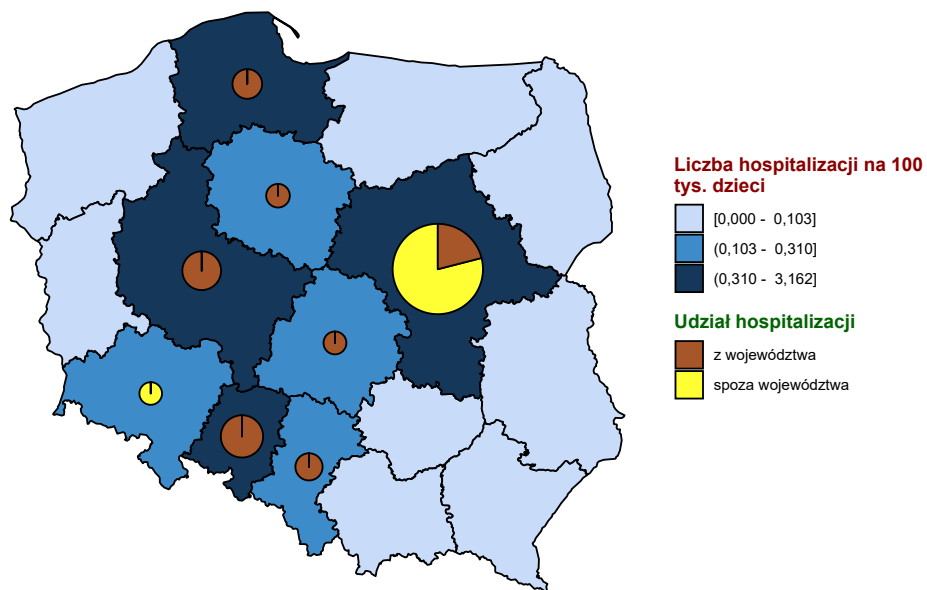 Liczba hospitalizacji na 100
tys. dzieci
[0,000 - 0,103]
(0,103 - 0,310]
(0,310 - 3,162]
Udział hospitalizacji
z województwa
spoza województwa